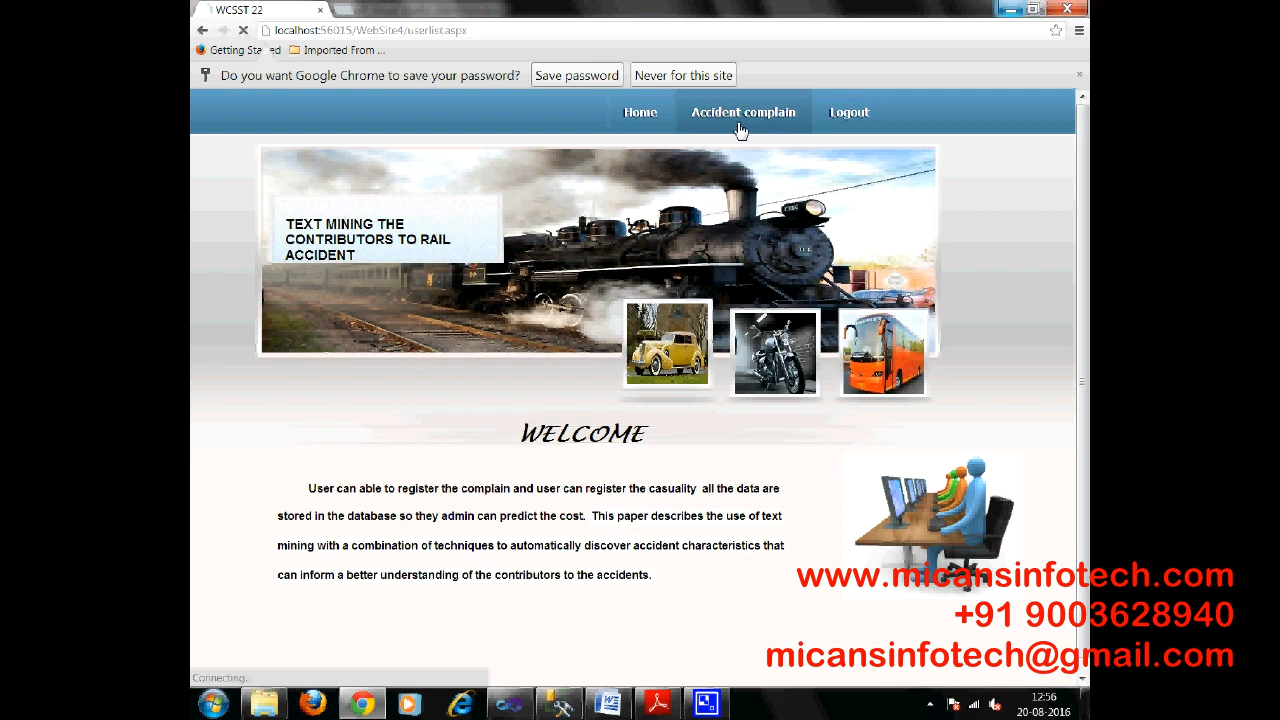 WCSST 22
localhost:56015/WebSite4/userlist.aspx
Getting Sta ed
Imported From ...
Do you want Google Chrome to save your password?
Save password
Never for this site
Home
Accident complain
Logout
TEXT MINING THE
CONTRIBUTORS TO RAIL
ACCIDENT
WELCOME
User can able to register the complain and user can register the casuality all the data are
stored in the database so they admin can predict the cost. This paper describes the use of text
mining with a combination of techniques to automatically discover accident characteristics that
can inform a better understanding of the contributors to the accidents.
www.micansinfotech.com
+91 9003628940
micansinfotech@gmail.com
Connecting...
12:56
20-08-2016